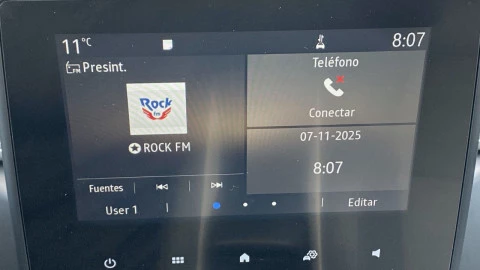 11°C
8:07
FM Presint.
Rock
fm
ROCK FM
Teléfono
Conectar
07-11-2025
8:07
Fuentes
User 1
Editar